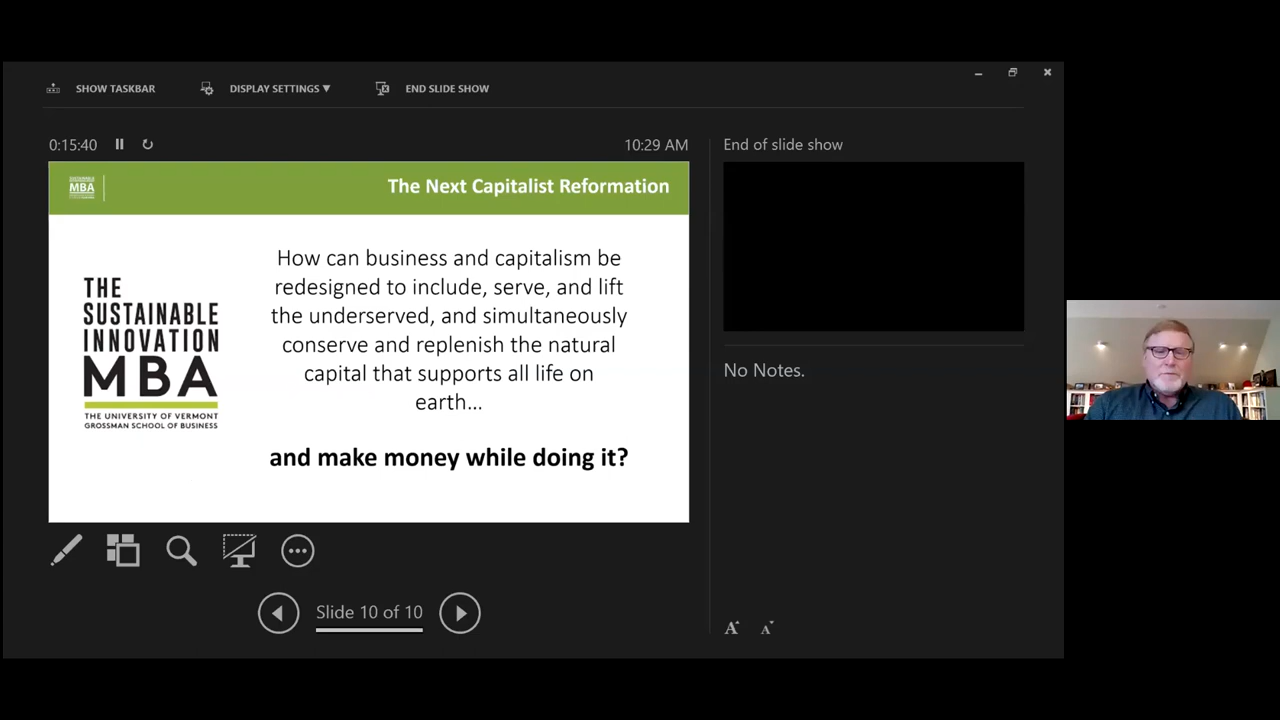 SHOW TASKBAR
DISPLAY SETTINGS ▼
END SLIDE SHOW
0:15:40
10:29 AM
End of slide show
MBA
The Next Capitalist Reformation
How can business and capitalism be
redesigned to include, serve, and lift
the underserved, and simultaneously
conserve and replenish the natural
capital that supports all life on
earth...
and make money while doing it?
THE
SUSTAINABLE
INNOVATION
MBA
THE UNIVERSITY OF VERMONT
GROSSMAN SCHOOL OF BUSINESS
No Notes.
Slide 10 of 10
A A